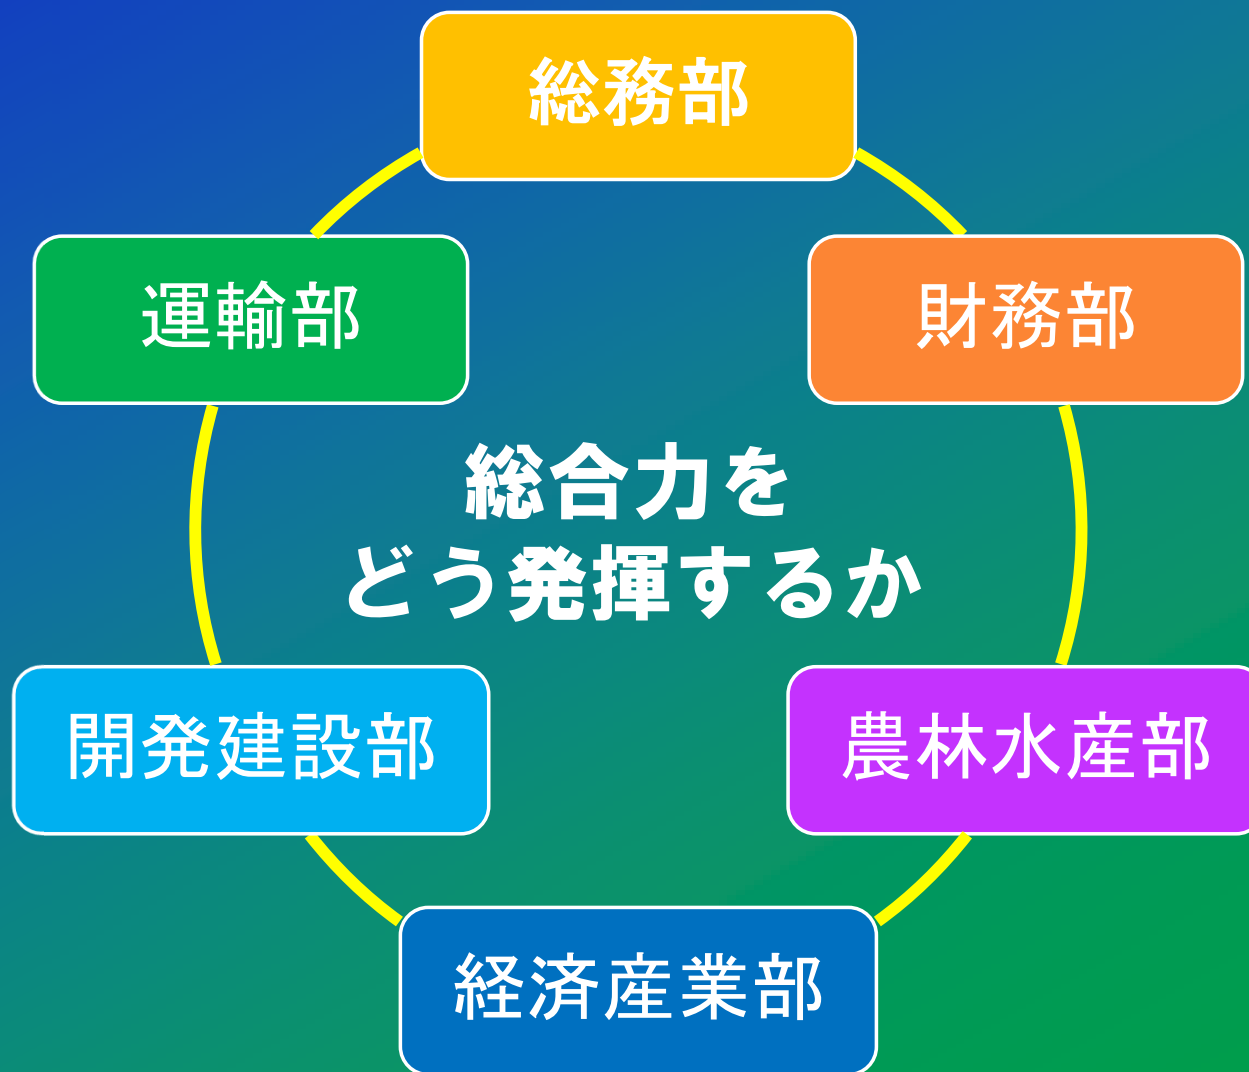 総務部
運輸部
財務部
総合力を
どう発揮するか
開発建設部
農林水産部
経済産業部